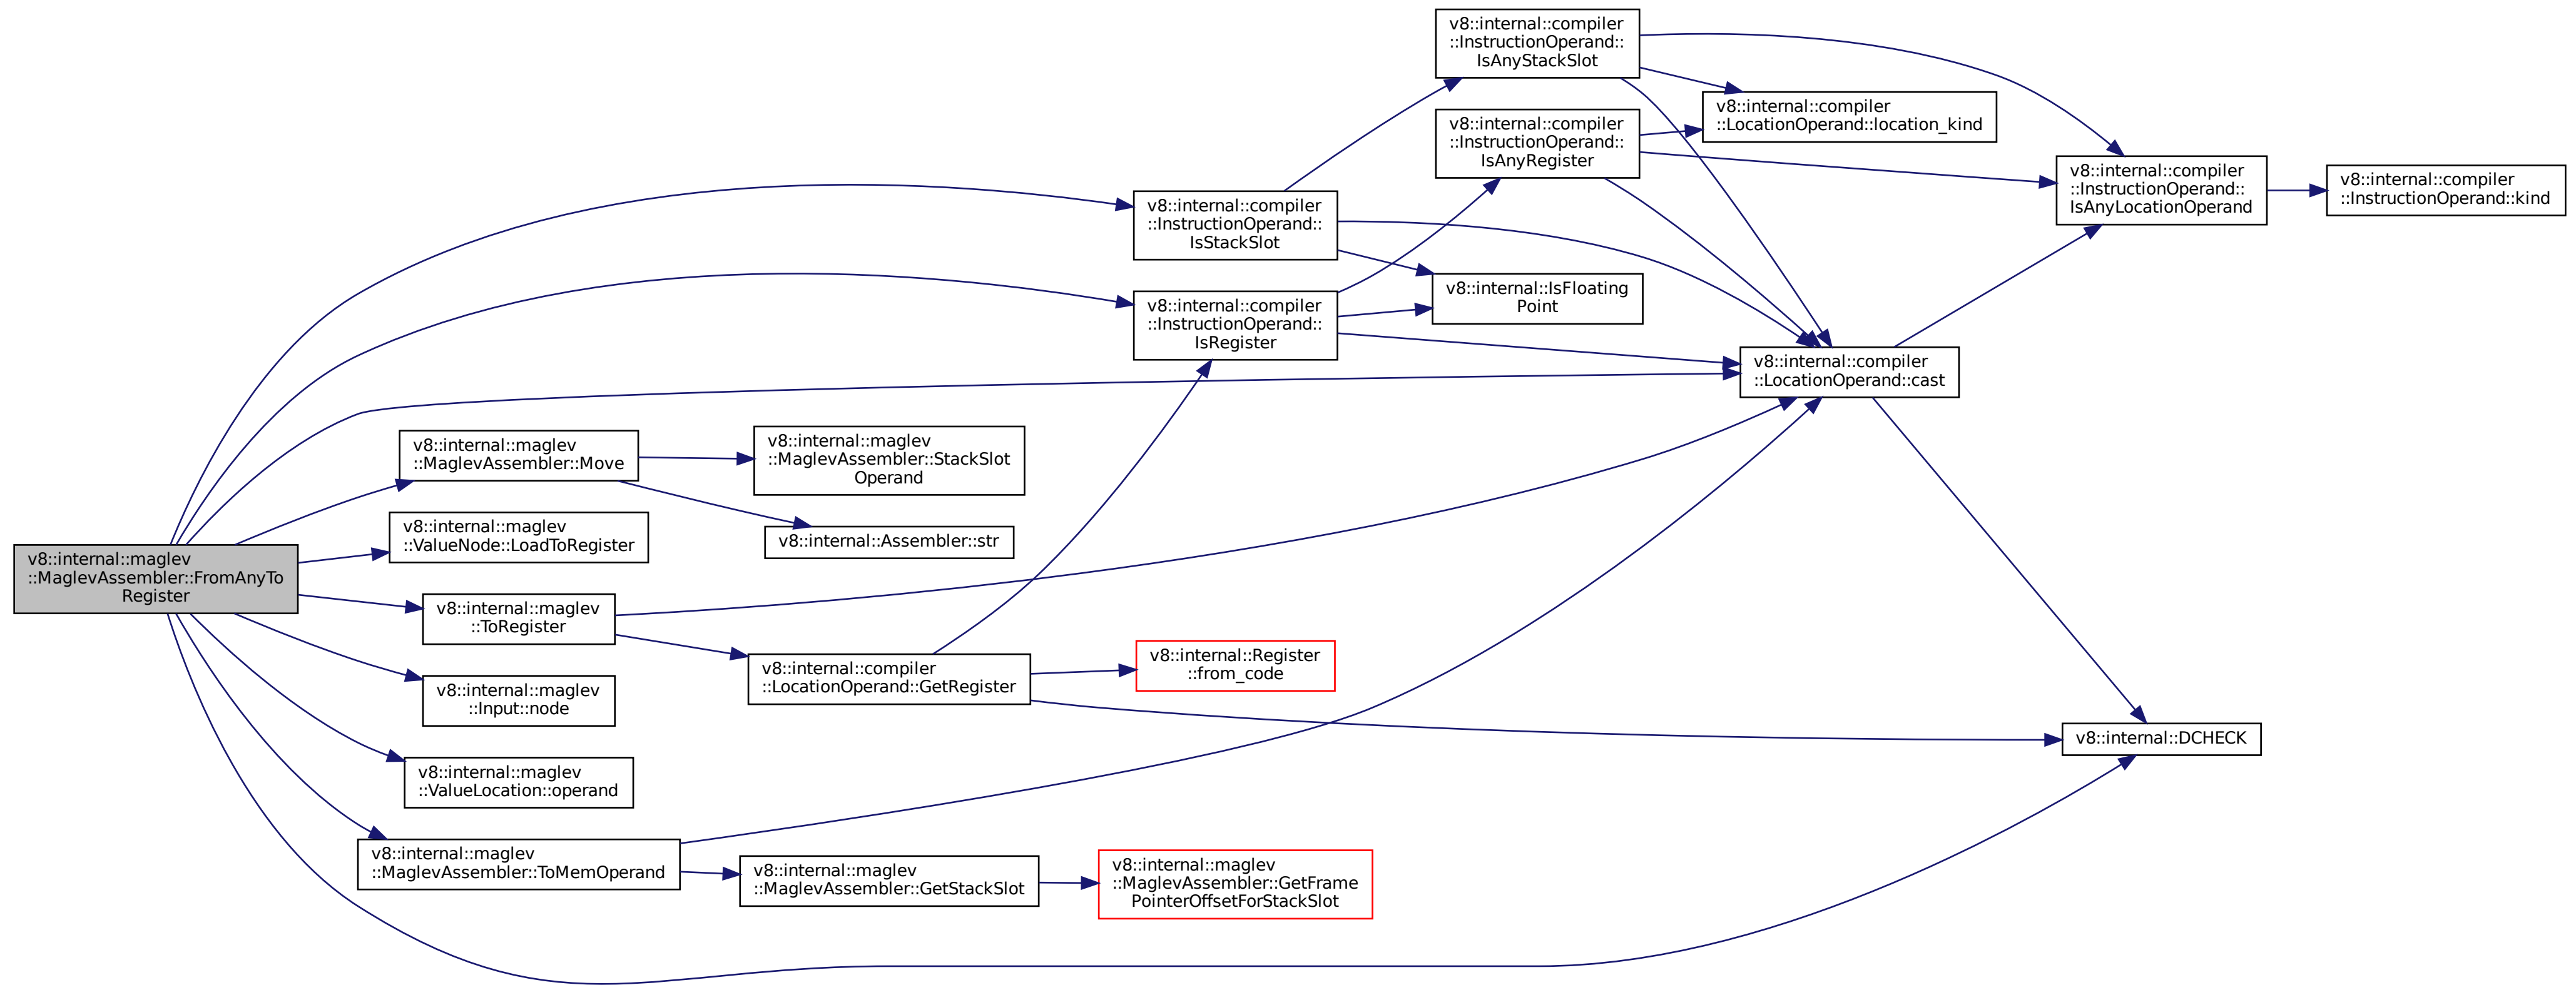 v8::internal::maglev
::MaglevAssembler::FromAnyTo
Register
v8::internal::compiler
::InstructionOperand::
IsStackSlot
v8::internal::compiler
::InstructionOperand::
IsRegister
v8::internal::maglev
::MaglevAssembler::Move
v8::internal::maglev
::ValueNode::LoadToRegister
v8::internal::maglev
::ToRegister
v8::internal::maglev
::Input::node
v8::internal::maglev
::ValueLocation::operand
v8::internal::maglev
::MaglevAssembler::ToMemOperand
v8::internal::maglev
::MaglevAssembler::StackSlot
Operand
v8::internal::Assembler::str
v8::internal::compiler
::LocationOperand::GetRegister
v8::internal::maglev
::MaglevAssembler::GetStackSlot
v8::internal::Register
::from_code
v8::internal::maglev
::MaglevAssembler::GetFrame
PointerOffsetForStackSlot
v8::internal::compiler
::InstructionOperand::
IsAnyStackSlot
v8::internal::compiler
::InstructionOperand::
IsAnyRegister
v8::internal::IsFloating
Point
v8::internal::compiler
::LocationOperand::location_kind
v8::internal::compiler
::LocationOperand::cast
v8::internal::compiler
::InstructionOperand::
IsAnyLocationOperand
v8::internal::compiler
::InstructionOperand::kind
v8::internal::DCHECK